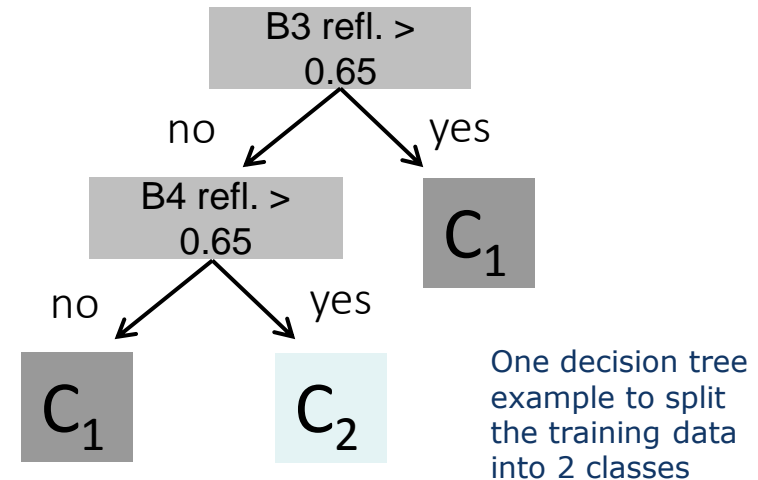 B3 refl. >
0.65
no
yes
B4 refl. >
0.65
C₁
no
yes
C₁
C₂
One decision tree
example to split
the training data
into 2 classes